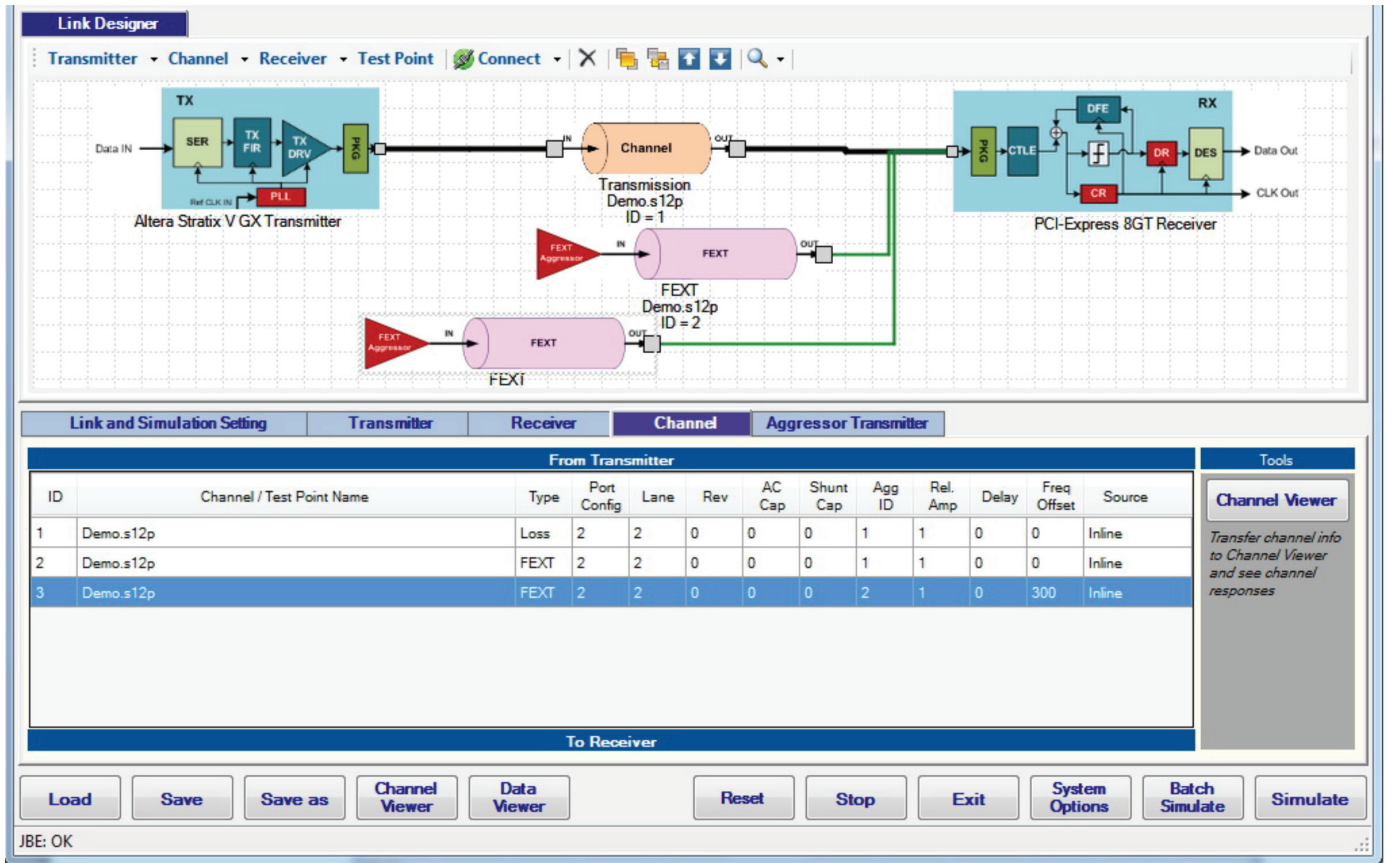 Link Designer
Transmitter Channel Receiver Test Point Connect
TX
SER
TX
FIR
TX
DRV
PKG
Data IN
Ref CLK IN
PLL
Altera Stratix V GX Transmitter
IN
Channel
OUT
Transmission
Demo.s12p
ID = 1
RX
PKG
CTLE
DFE
DR
DES
CR
Data Out
CLK Out
PCI-Express 8GT Receiver
FEXT
Aggressor
IN
FEXT
OUT
FEXT
Demo.s12p
ID = 2
FEXT
Aggressor
IN
FEXT
OUT
FEXT
Link and Simulation Setting Transmitter Receiver Channel Aggressor Transmitter
From Transmitter
ID Channel / Test Point Name Type Port Config Lane Rev AC Cap Shunt Cap Agg ID Rel. Amp Delay Freq Offset Source
1 Demo.s12p Loss 2 2 0 0 0 1 1 0 0 Inline
2 Demo.s12p FEXT 2 2 0 0 0 1 1 0 0 Inline
3 Demo.s12p FEXT 2 2 0 0 0 2 1 0 300 Inline
To Receiver
Tools
Channel Viewer
Transfer channel info
to Channel Viewer
and see channel
responses
Load Save Save as Channel Viewer Data Viewer Reset Stop Exit System Options Batch Simulate Simulate
JBE: OK